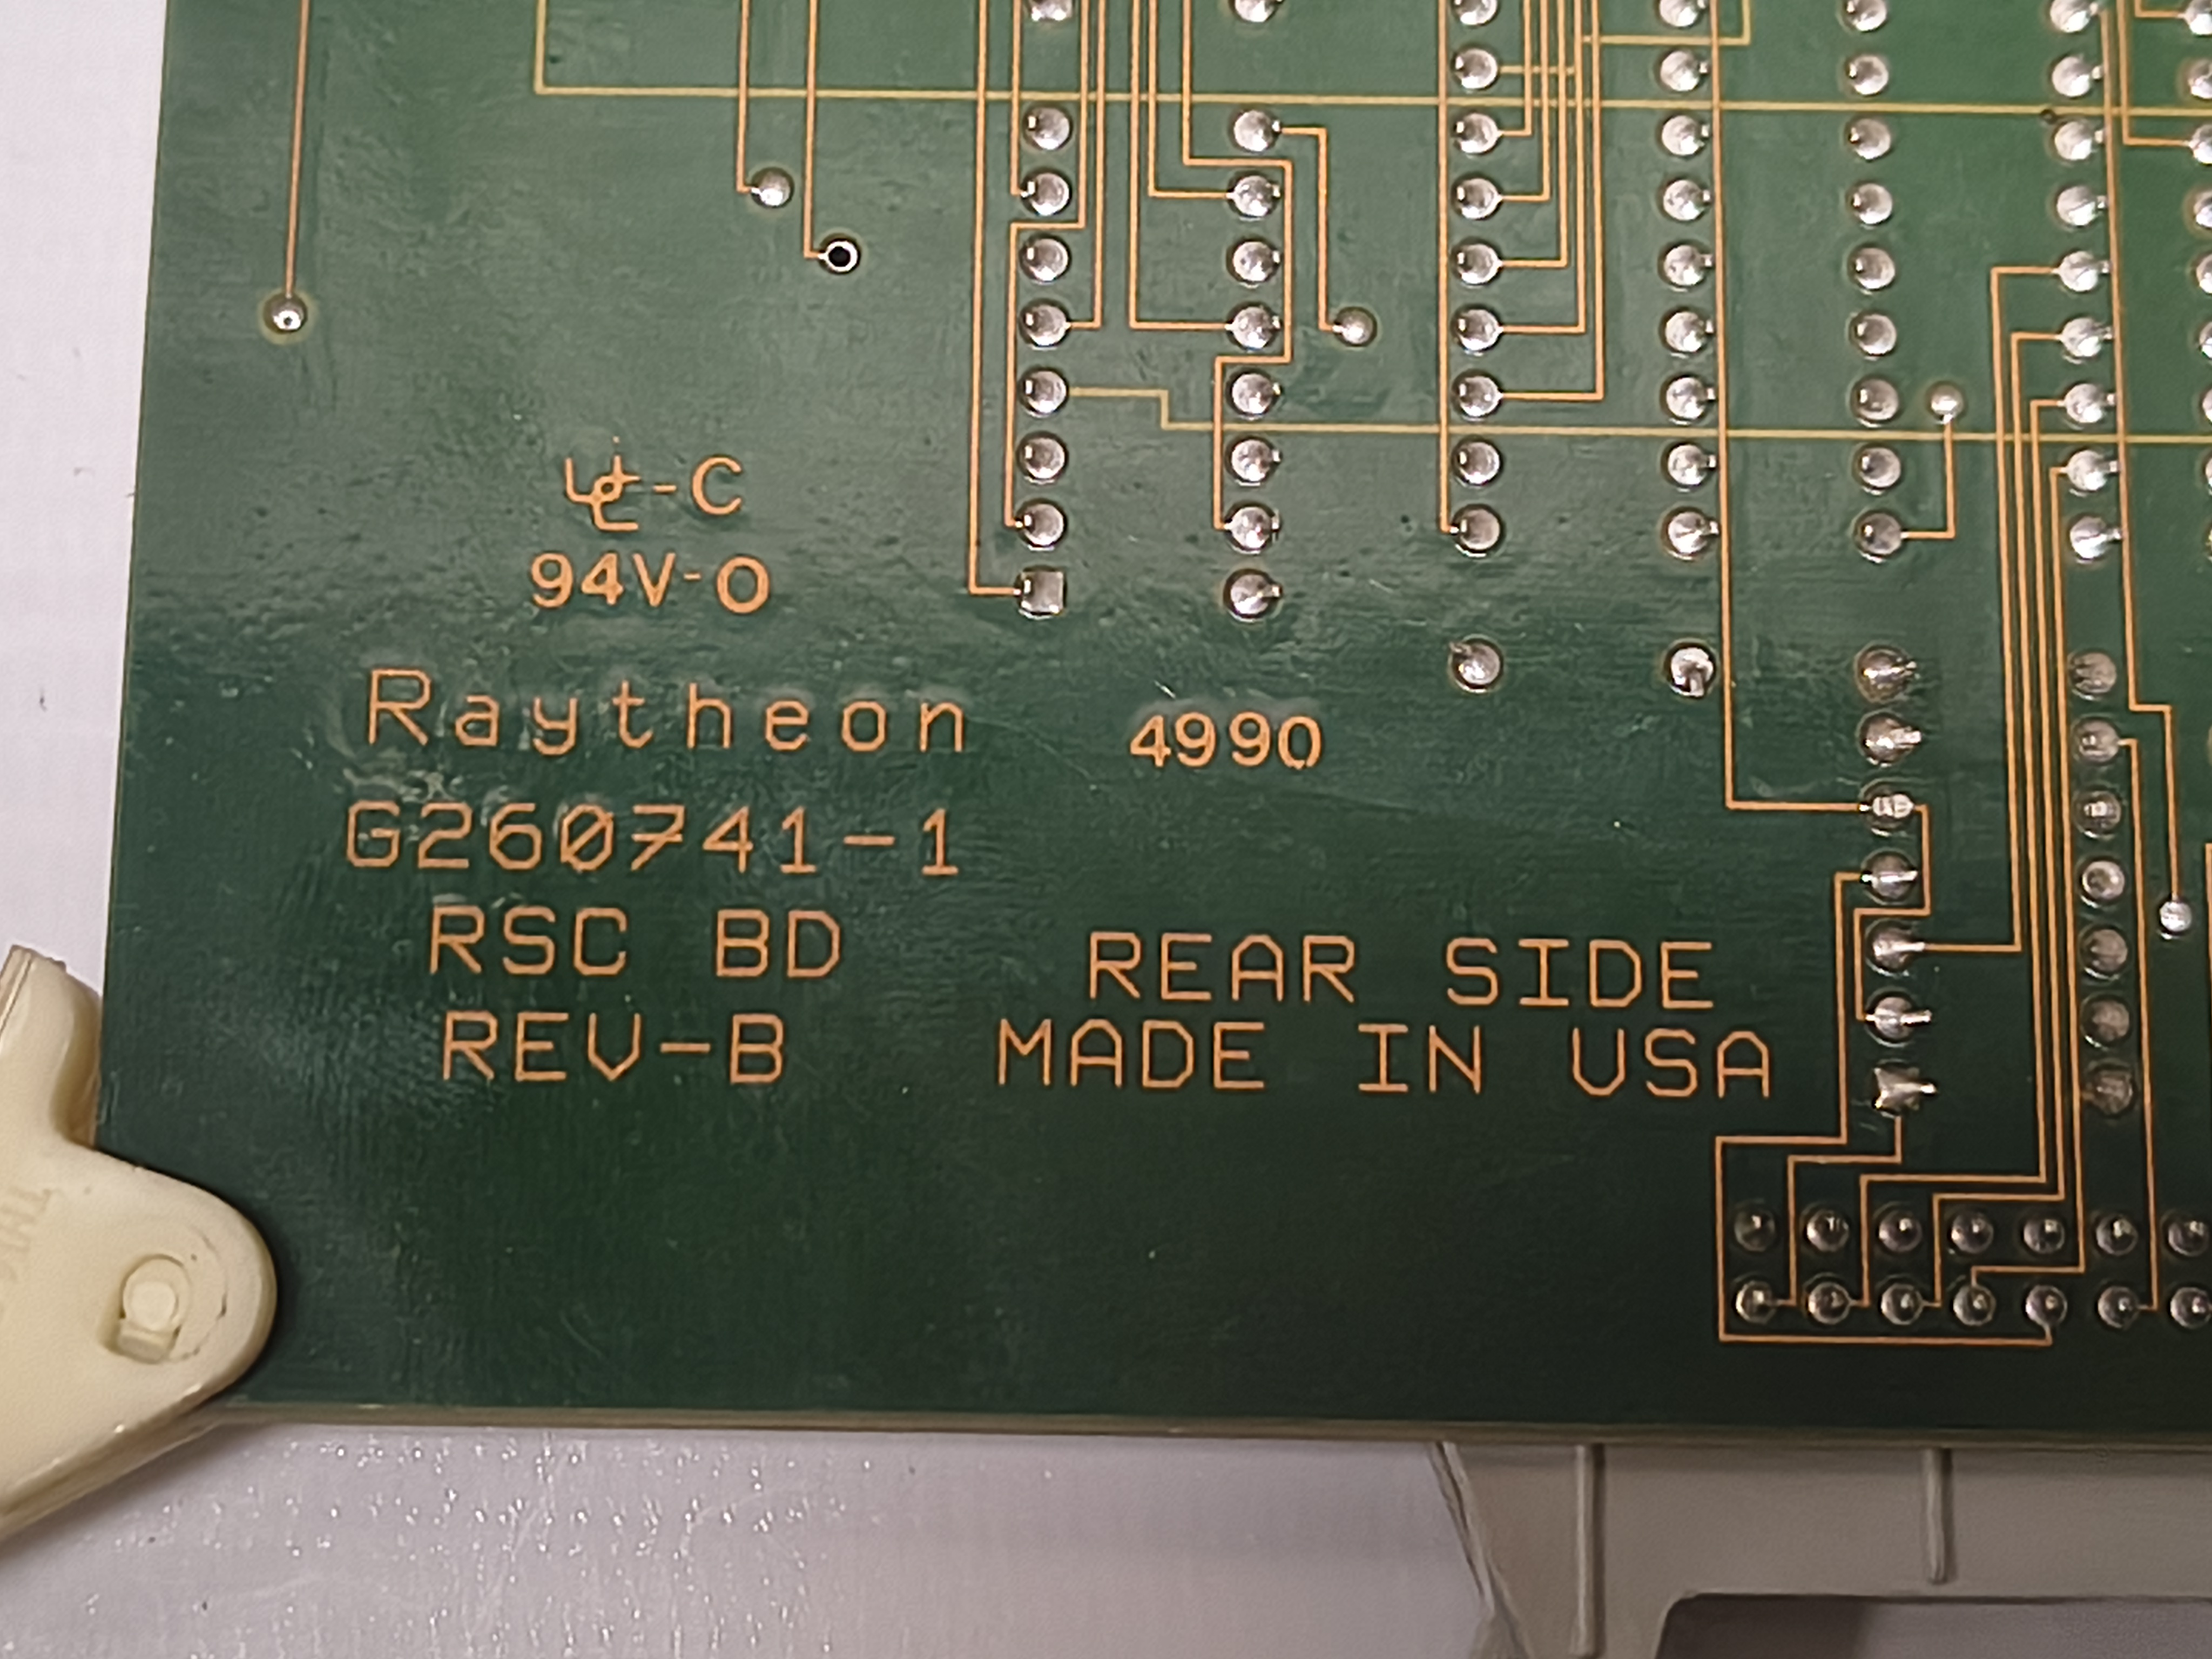 -C
94V-0
Raytheon 4990
G260741-1
RSC BD
REV-B
REAR SIDE
MADE IN USA